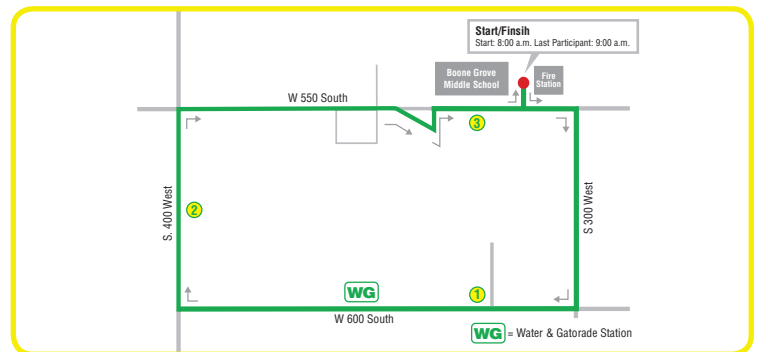 Start/Finsih
Start: 8:00 a.m. Last Participant: 9:00 a.m.
Boone Grove
Middle School
Fire
Station
W 550 South
3
S. 400 West
2
S 300 West
WG
1
W 600 South
WG = Water & Gatorade Station